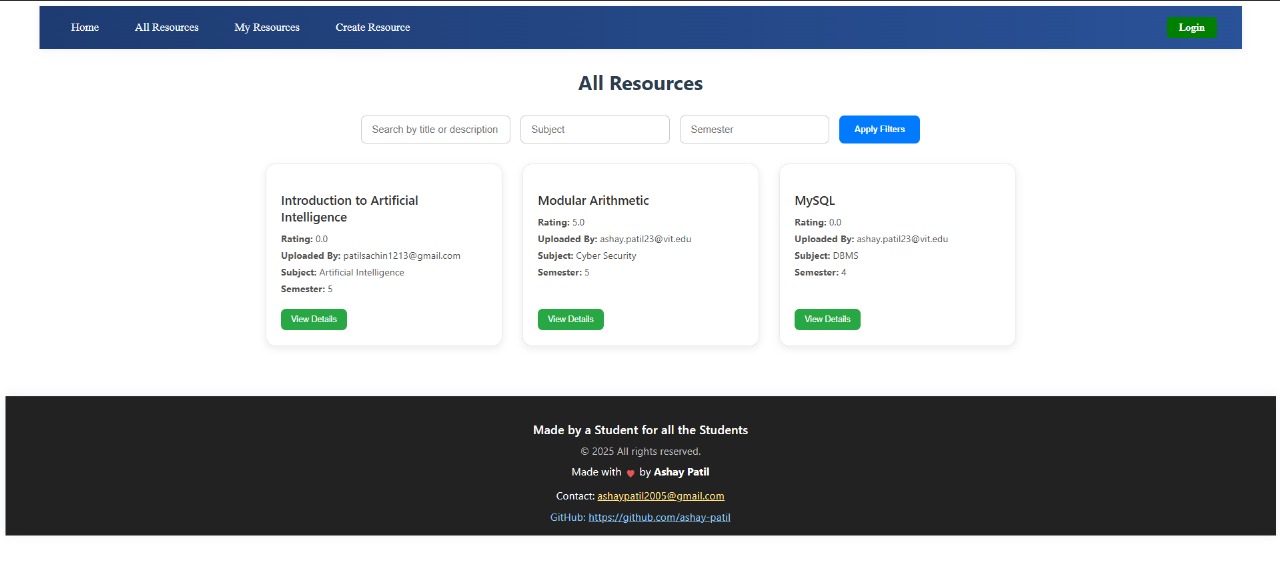 Home All Resources My Resources Create Resource Login
All Resources
Search by title or description Subject Semester Apply Filters
Introduction to Artificial
Intelligence
Rating: 0.0
Uploaded By: patilsachin1213@gmail.com
Subject: Artificial Intelligence
Semester: 5
View Details
Modular Arithmetic
Rating: 5.0
Uploaded By: ashay.patil23@vit.edu
Subject: Cyber Security
Semester: 5
View Details
MySQL
Rating: 0.0
Uploaded By: ashay.patil23@vit.edu
Subject: DBMS
Semester: 4
View Details
Made by a Student for all the Students
© 2025 All rights reserved.
Made with ♥ by Ashay Patil
Contact: ashaypatil2005@gmail.com
GitHub: https://github.com/ashay-patil